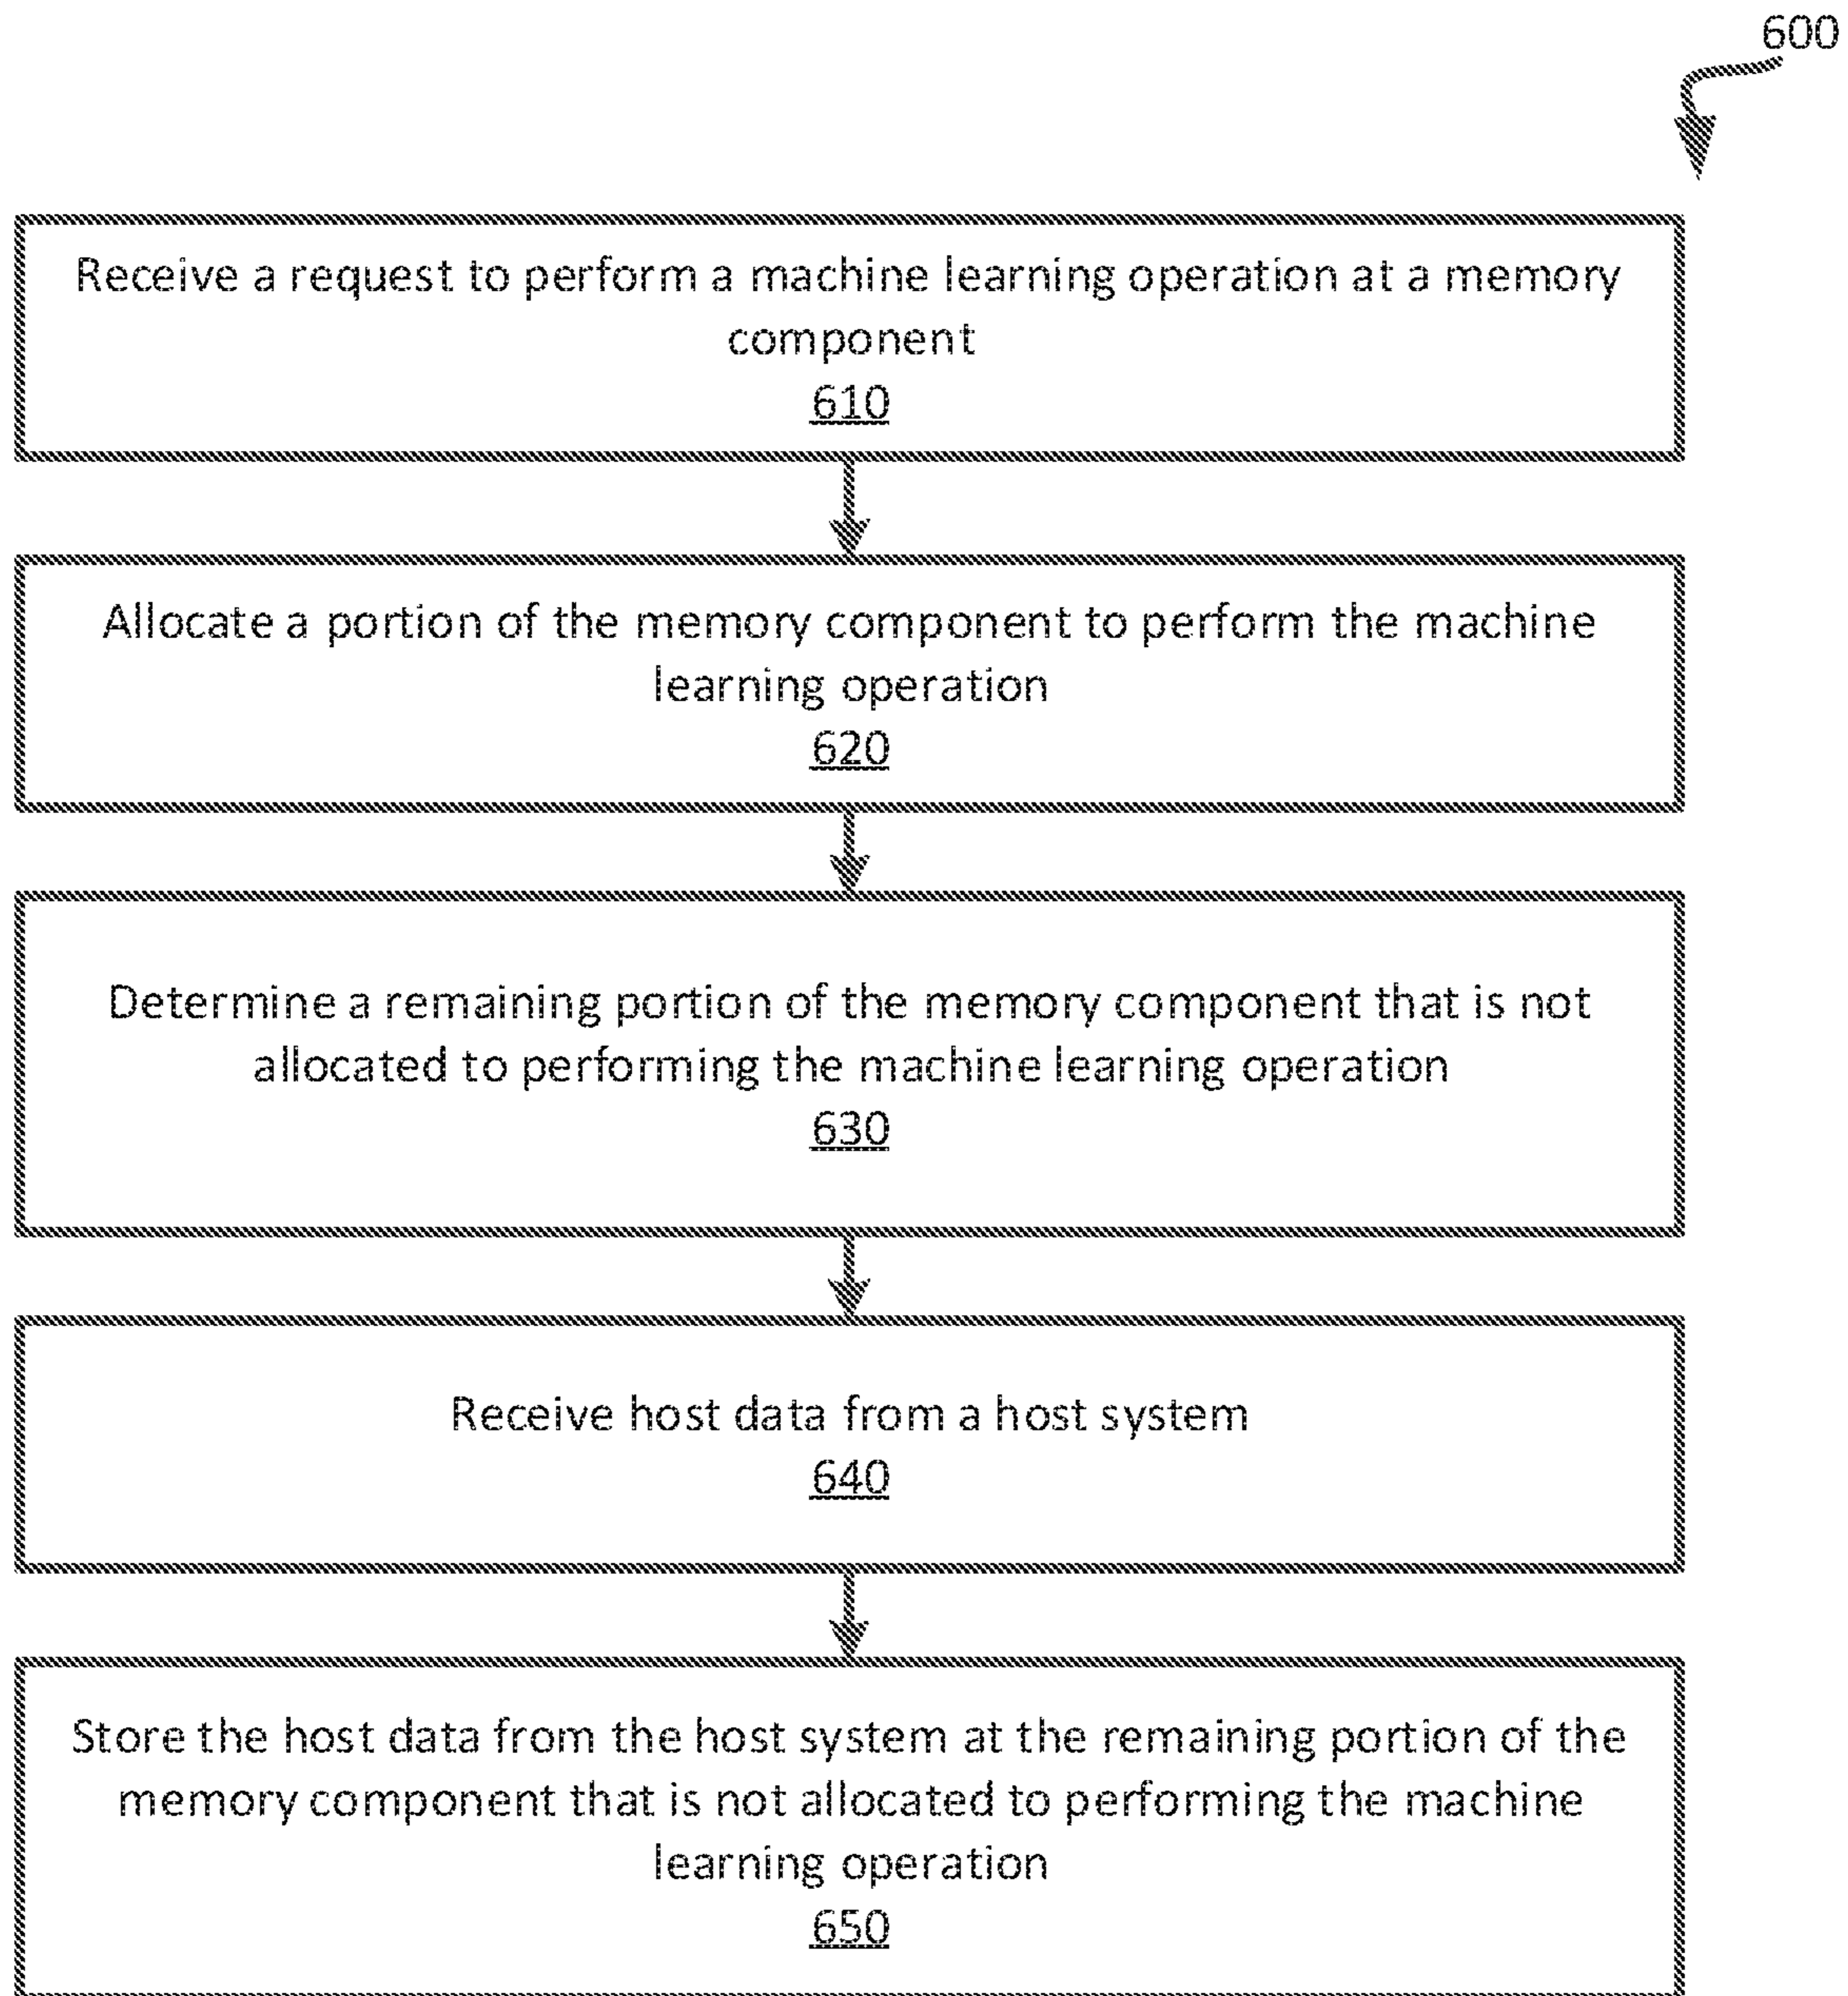 600
Receive a request to perform a machine learning operation at a memory
component
610
Allocate a portion of the memory component to perform the machine
learning operation
620
Determine a remaining portion of the memory component that is not
allocated to performing the machine learning operation
630
Receive host data from a host system
640
Store the host data from the host system at the remaining portion of the
memory component that is not allocated to performing the machine
learning operation
650